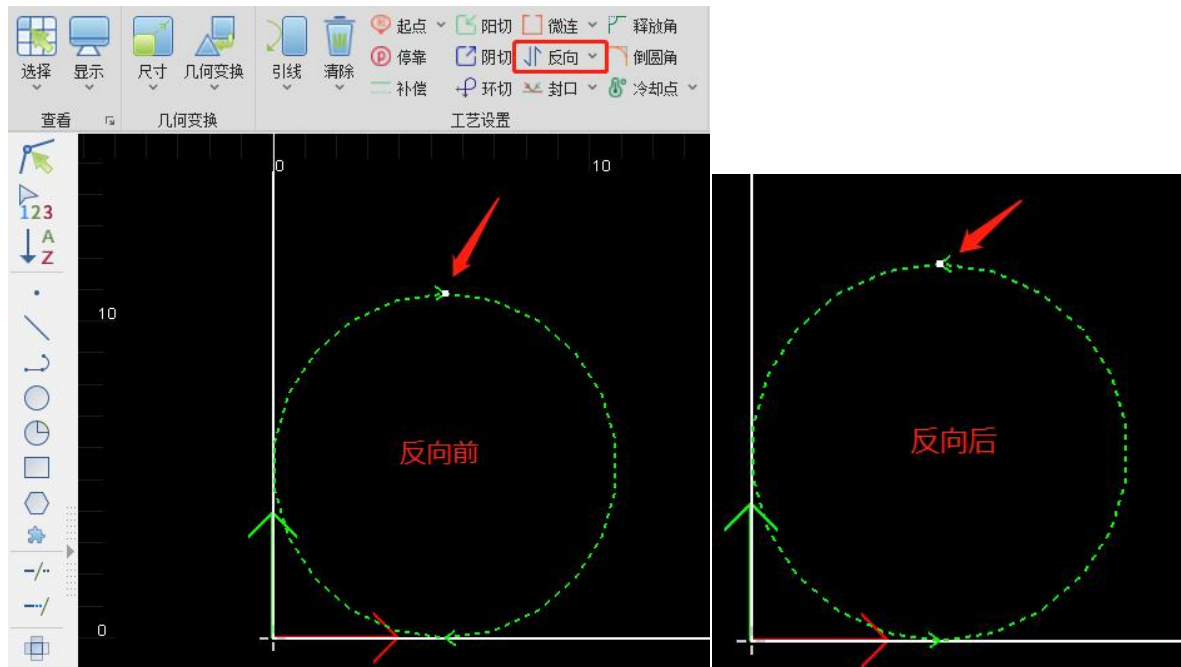 起点 阳切 微连 释放角
选择 显示 尺寸 几何变换 引线 清除 停靠 阴切 反向 倒圆角
补偿 环切 封口 冷却点
查看 几何变换 工艺设置
0 10
123
A
Z
10
反向前
反向后
0